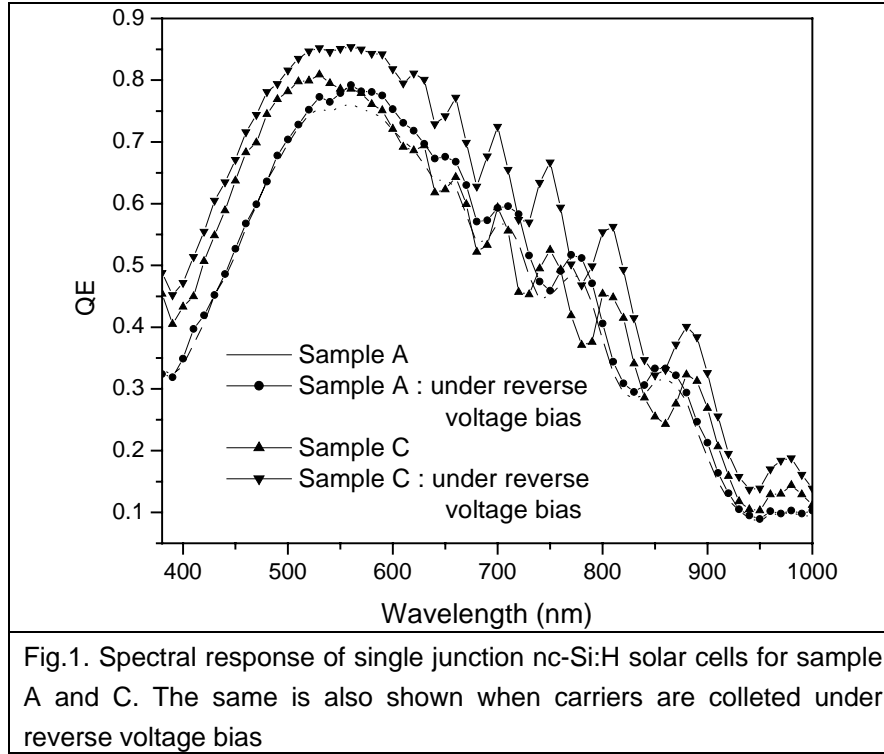 0.9
0.8
0.7
0.6
0.5
0.4
0.3
0.2
0.1
QE
Sample A
Sample A : under reverse
voltage bias
Sample C
Sample C : under reverse
voltage bias
400 500 600 700 800 900 1000
Wavelength (nm)
Fig.1. Spectral response of single junction nc-Si:H solar cells for sample
A and C. The same is also shown when carriers are colleted under
reverse voltage bias